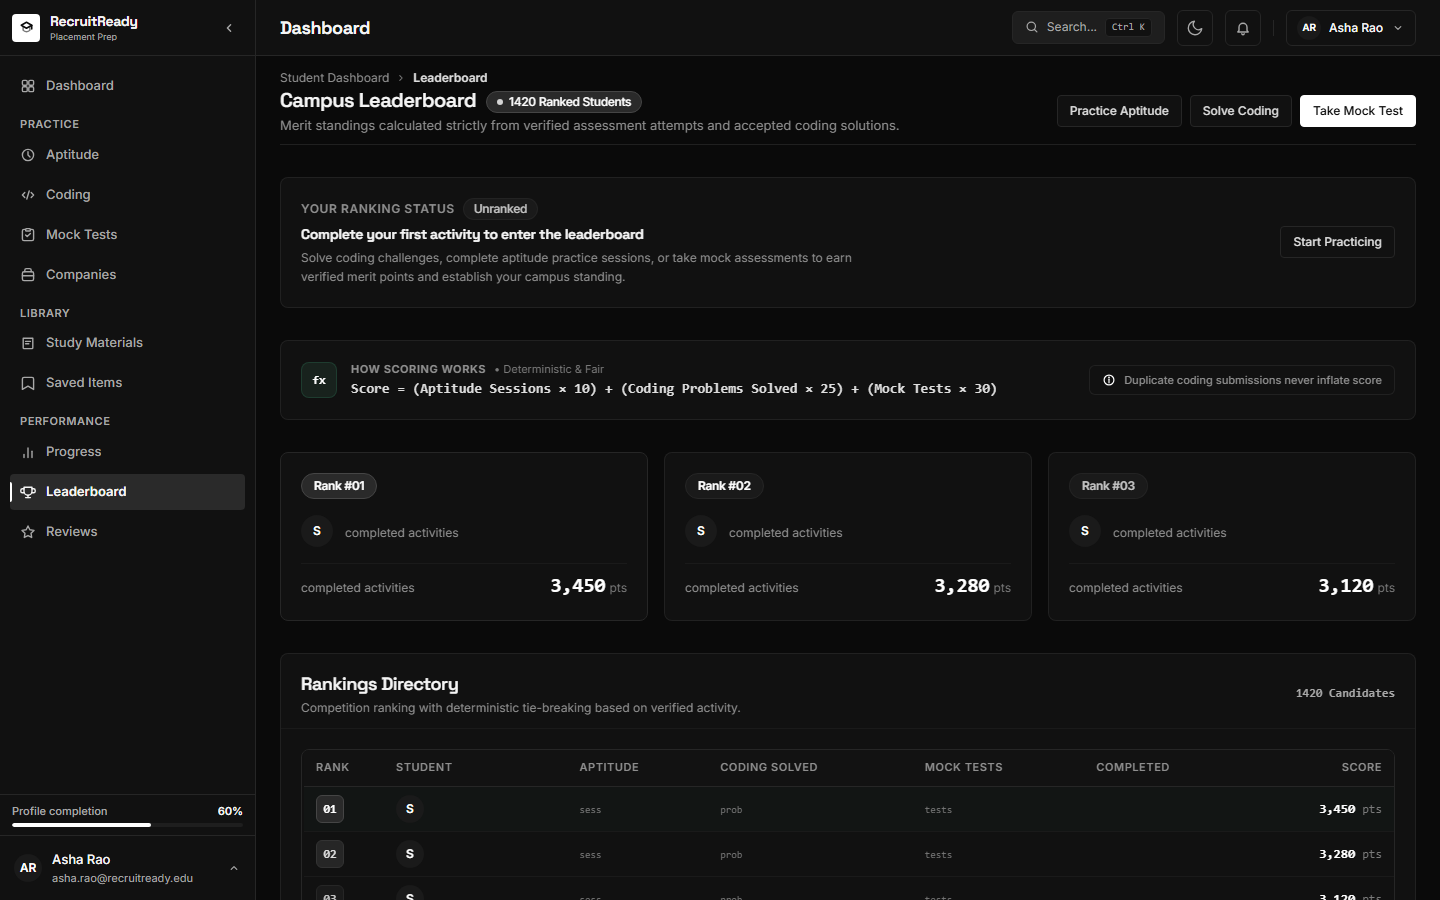 RecruitReady
Placement Prep
Dashboard
PRACTICE
Aptitude
Coding
Mock Tests
Companies
LIBRARY
Study Materials
Saved Items
PERFORMANCE
Progress
Leaderboard
Reviews
Profile completion 60%
AR Asha Rao
asha.rao@recruitready.edu
Dashboard
Search... Ctrl K
AR Asha Rao
Student Dashboard › Leaderboard
Campus Leaderboard 1420 Ranked Students
Merit standings calculated strictly from verified assessment attempts and accepted coding solutions.
Practice Aptitude Solve Coding Take Mock Test
YOUR RANKING STATUS Unranked
Complete your first activity to enter the leaderboard
Solve coding challenges, complete aptitude practice sessions, or take mock assessments to earn
verified merit points and establish your campus standing.
Start Practicing
fx
HOW SCORING WORKS • Deterministic & Fair
Score = (Aptitude Sessions × 10) + (Coding Problems Solved × 25) + (Mock Tests × 30)
Duplicate coding submissions never inflate score
Rank #01
S completed activities
completed activities 3,450 pts
Rank #02
S completed activities
completed activities 3,280 pts
Rank #03
S completed activities
completed activities 3,120 pts
Rankings Directory
Competition ranking with deterministic tie-breaking based on verified activity.
1420 Candidates
RANK STUDENT APTITUDE CODING SOLVED MOCK TESTS COMPLETED SCORE
01 S sess prob tests 3,450 pts
02 S sess prob tests 3,280 pts
03 S sess prob tests 3,120 pts